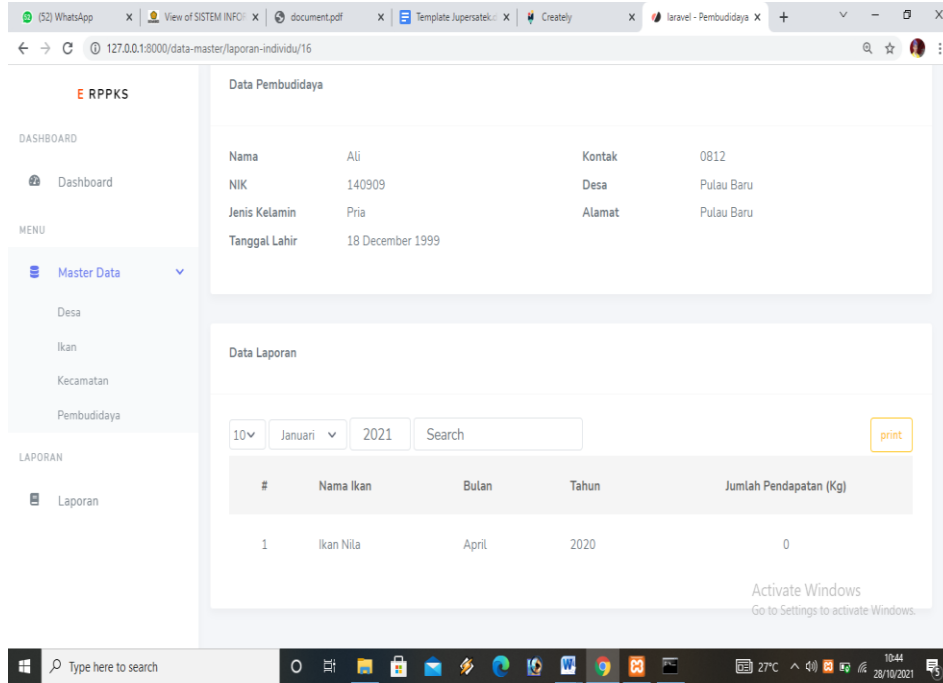 (52) WhatsApp
View of SISTEM INFOR
document.pdf
Template Jupersatek.d
Creately
laravel - Pembudidaya
127.0.0.1:8000/data-master/laporan-individu/16
E RPPKS
DASHBOARD
Dashboard
MENU
Master Data
Desa
Ikan
Kecamatan
Pembudidaya
LAPORAN
Laporan
Data Pembudidaya
Nama Ali Kontak 0812
NIK 140909 Desa Pulau Baru
Jenis Kelamin Pria Alamat Pulau Baru
Tanggal Lahir 18 December 1999
Data Laporan
10 Januari 2021 Search print
# Nama Ikan Bulan Tahun Jumlah Pendapatan (Kg)
1 Ikan Nila April 2020 0
Activate Windows
Go to Settings to activate Windows.
Type here to search
27°C
10:44
28/10/2021